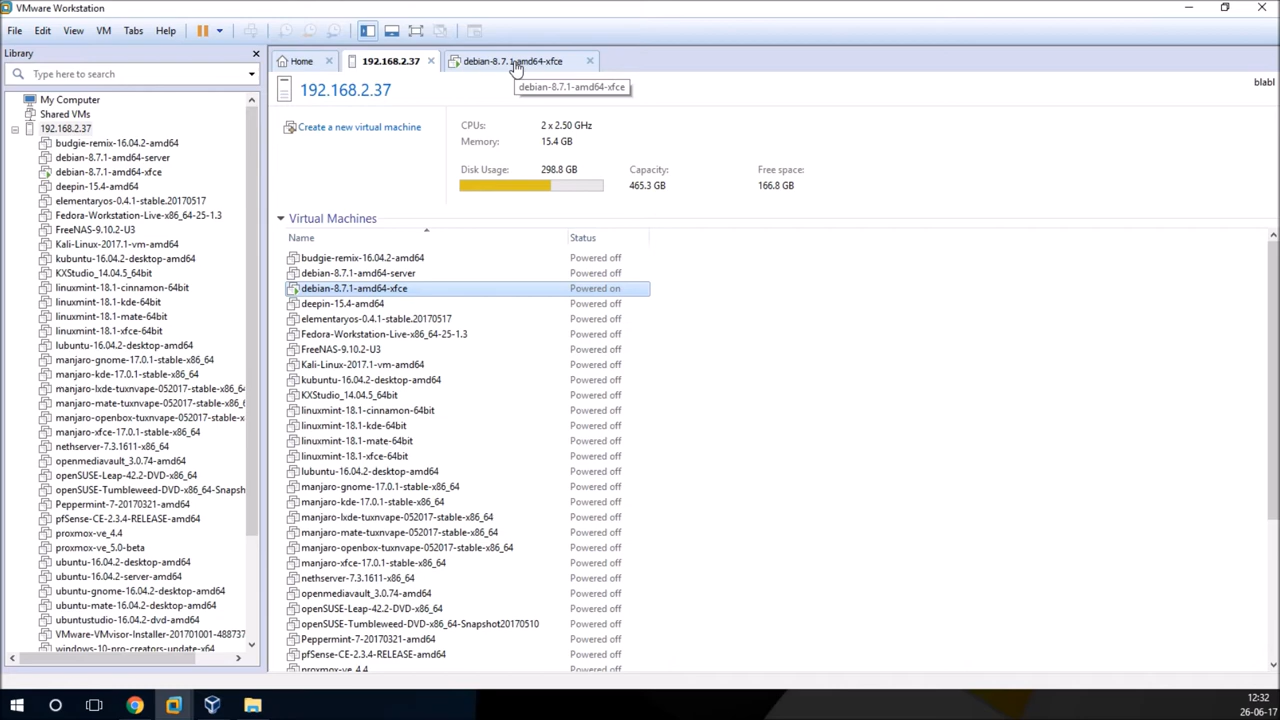 VMware Workstation
File Edit View VM Tabs Help
Library
Type here to search
My Computer
Shared VMs
192.168.2.37
budgie-remix-16.04.2-amd64
debian-8.7.1-amd64-server
debian-8.7.1-amd64-xfce
deepin-15.4-amd64
elementaryos-0.4.1-stable.20170517
Fedora-Workstation-Live-x86_64-25-1.3
FreeNAS-9.10.2-U3
Kali-Linux-2017.1-vm-amd64
kubuntu-16.04.2-desktop-amd64
KXStudio_14.04.5_64bit
linuxmint-18.1-cinnamon-64bit
linuxmint-18.1-kde-64bit
linuxmint-18.1-mate-64bit
linuxmint-18.1-xfce-64bit
lubuntu-16.04.2-desktop-amd64
manjaro-gnome-17.0.1-stable-x86_64
manjaro-kde-17.0.1-stable-x86_64
manjaro-lxde-tuxnvape-052017-stable-x86_64
manjaro-mate-tuxnvape-052017-stable-x86_6
manjaro-openbox-tuxnvape-052017-stable-x8
manjaro-xfce-17.0.1-stable-x86_64
nethserver-7.3.1611-x86_64
openmediavault_3.0.74-amd64
openSUSE-Leap-42.2-DVD-x86_64
openSUSE-Tumbleweed-DVD-x86_64-Snapsh
Peppermint-7-20170321-amd64
pfSense-CE-2.3.4-RELEASE-amd64
proxmox-ve_4.4
proxmox-ve_5.0-beta
ubuntu-16.04.2-desktop-amd64
ubuntu-16.04.2-server-amd64
ubuntu-gnome-16.04.2-desktop-amd64
ubuntu-mate-16.04.2-desktop-amd64
ubuntustudio-16.04.2-dvd-amd64
VMware-VMvisor-Installer-201701001-488737
windows-10-pro-creators-update-x64
Home 192.168.2.37 debian-8.7.1-amd64-xfce
debian-8.7.1-amd64-xfce
192.168.2.37
blabl
Create a new virtual machine
CPUs: 2 x 2.50 GHz
Memory: 15.4 GB
Disk Usage: 298.8 GB Capacity: Free space:
465.3 GB 166.8 GB
Virtual Machines
Name Status
budgie-remix-16.04.2-amd64 Powered off
debian-8.7.1-amd64-server Powered off
debian-8.7.1-amd64-xfce Powered on
deepin-15.4-amd64 Powered off
elementaryos-0.4.1-stable.20170517 Powered off
Fedora-Workstation-Live-x86_64-25-1.3 Powered off
FreeNAS-9.10.2-U3 Powered off
Kali-Linux-2017.1-vm-amd64 Powered off
kubuntu-16.04.2-desktop-amd64 Powered off
KXStudio_14.04.5_64bit Powered off
linuxmint-18.1-cinnamon-64bit Powered off
linuxmint-18.1-kde-64bit Powered off
linuxmint-18.1-mate-64bit Powered off
linuxmint-18.1-xfce-64bit Powered off
lubuntu-16.04.2-desktop-amd64 Powered off
manjaro-gnome-17.0.1-stable-x86_64 Powered off
manjaro-kde-17.0.1-stable-x86_64 Powered off
manjaro-lxde-tuxnvape-052017-stable-x86_64 Powered off
manjaro-mate-tuxnvape-052017-stable-x86_64 Powered off
manjaro-openbox-tuxnvape-052017-stable-x86_64 Powered off
manjaro-xfce-17.0.1-stable-x86_64 Powered off
nethserver-7.3.1611-x86_64 Powered off
openmediavault_3.0.74-amd64 Powered off
openSUSE-Leap-42.2-DVD-x86_64 Powered off
openSUSE-Tumbleweed-DVD-x86_64-Snapshot20170510 Powered off
Peppermint-7-20170321-amd64 Powered off
pfSense-CE-2.3.4-RELEASE-amd64 Powered off
proxmox-ve_4.4 Powered off
12:32
26-06-17